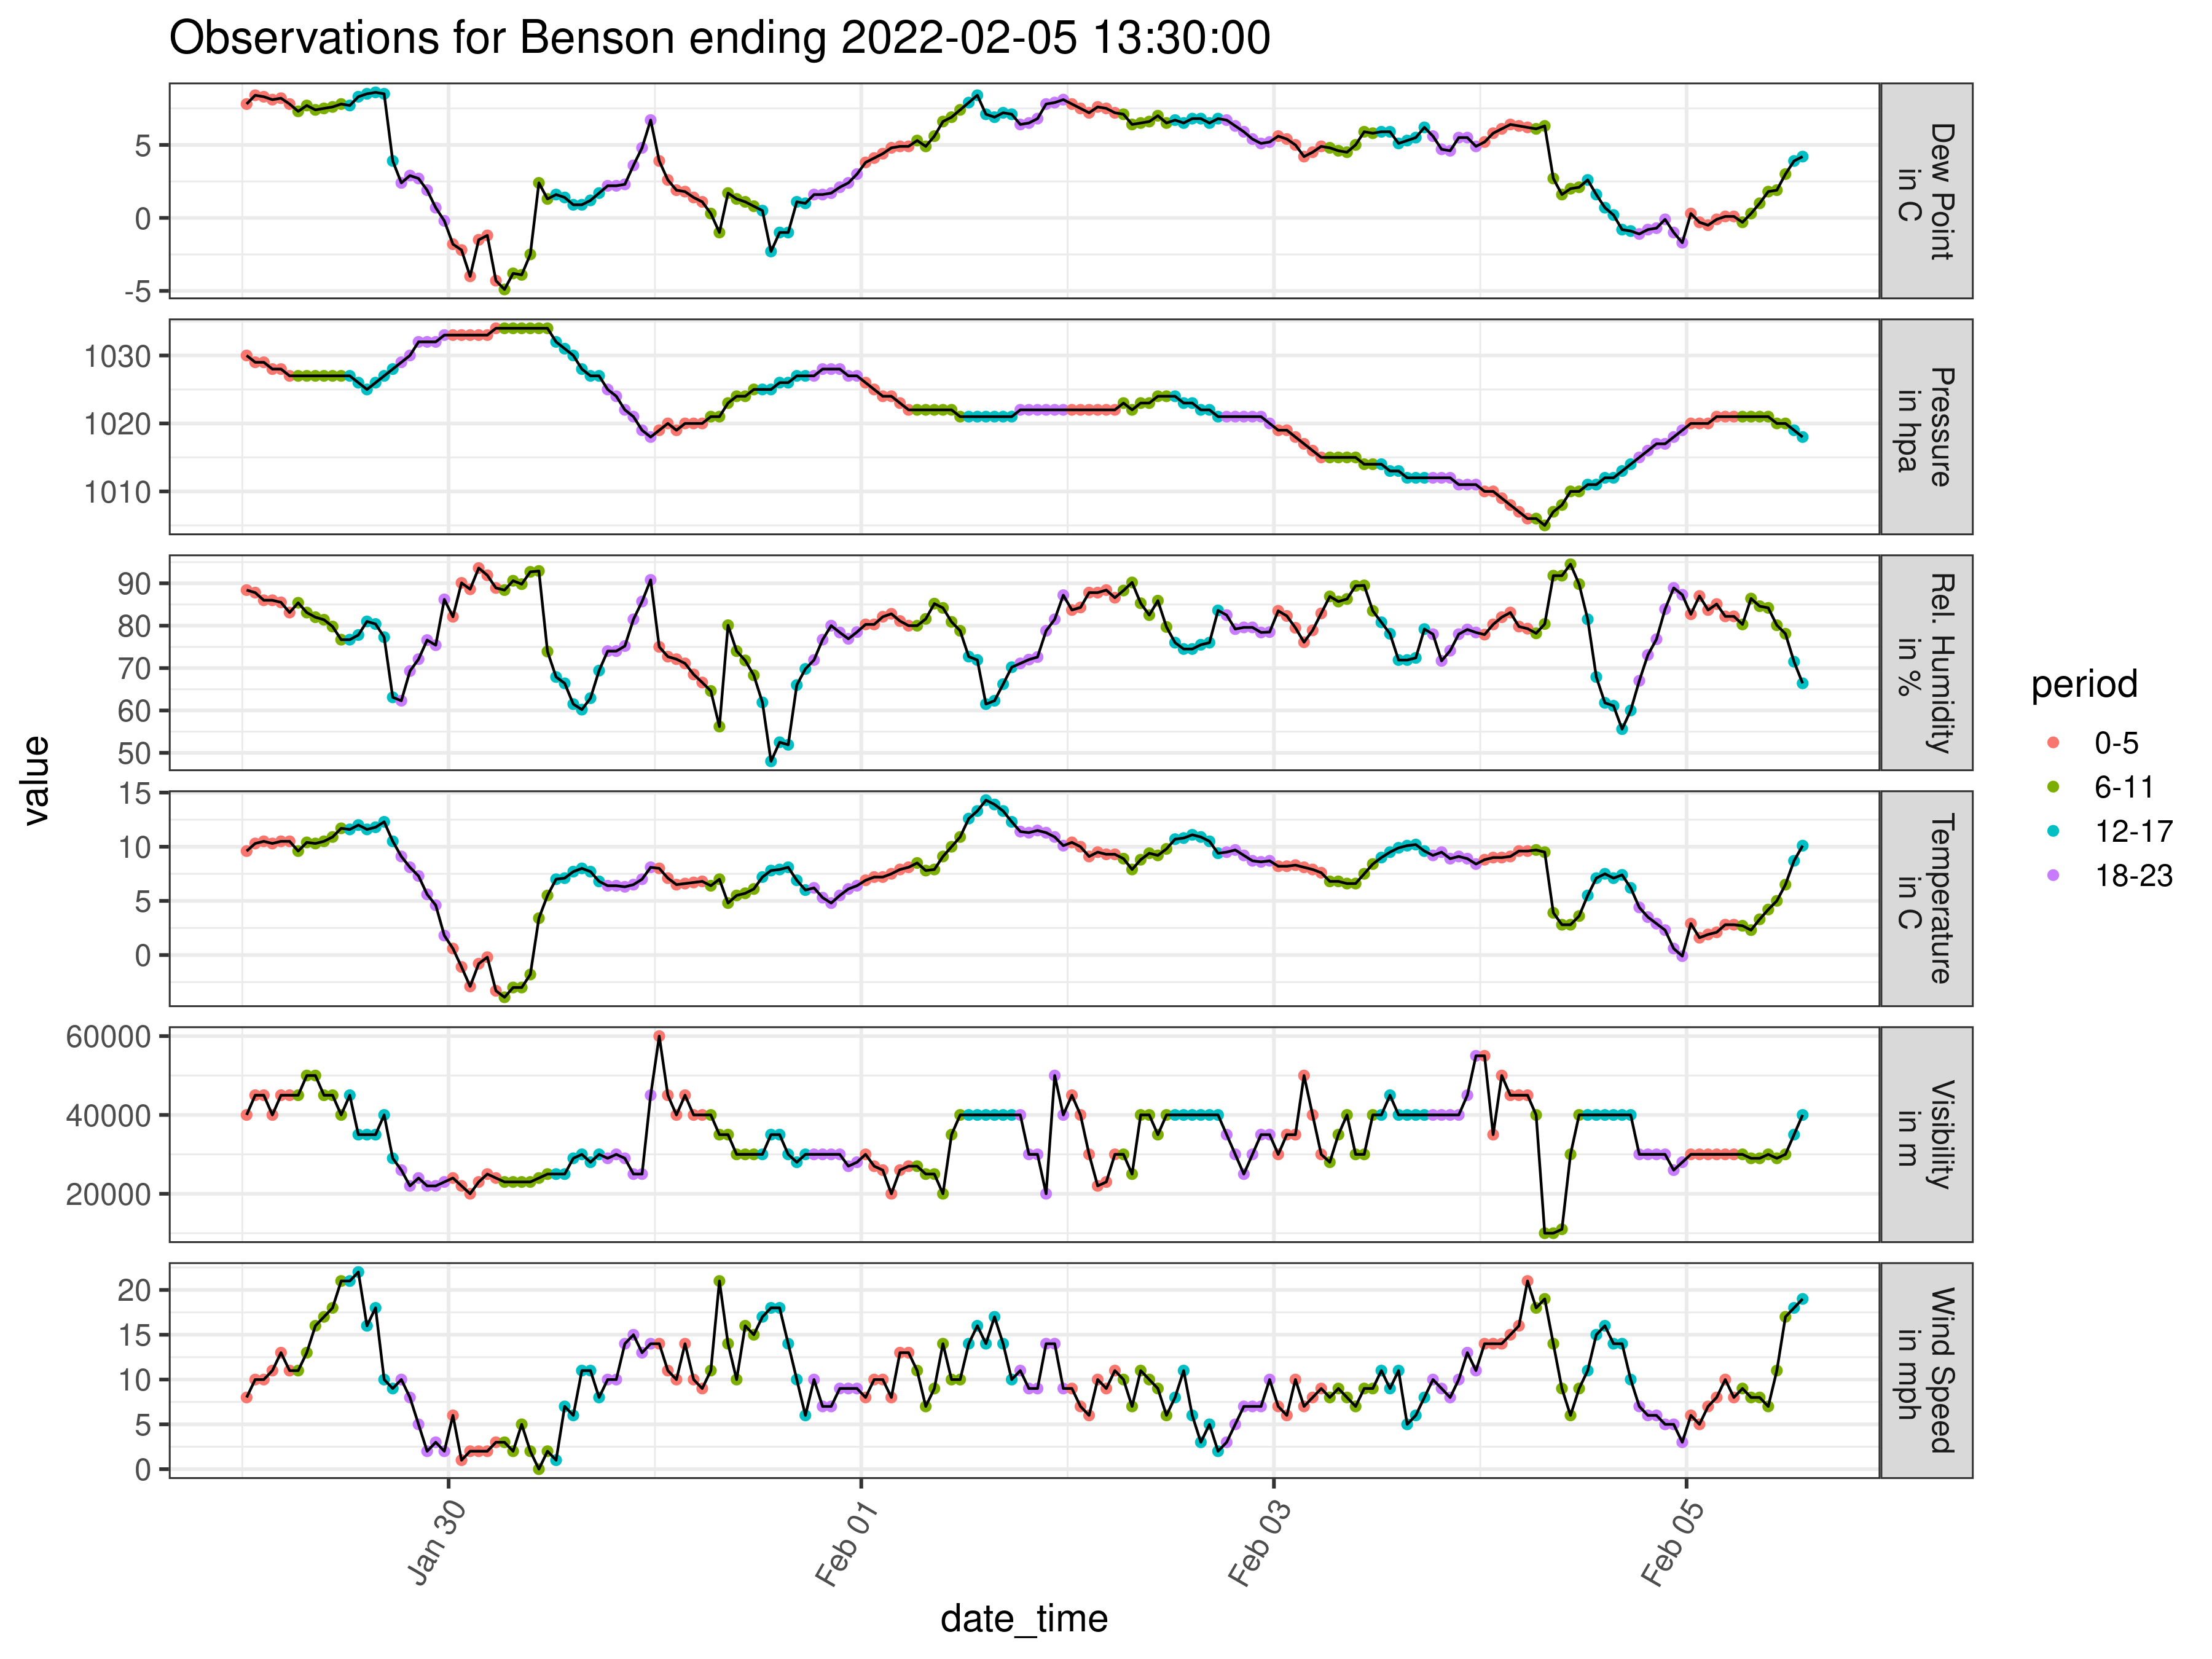 Observations for Benson ending 2022-02-05 13:30:00
value
5
0
-5
Dew Point
in C
1030
1020
1010
Pressure
in hpa
90
80
70
60
50
Rel. Humidity
in %
15
10
5
0
Temperature
in C
60000
40000
20000
Visibility
in m
20
15
10
5
0
Wind Speed
in mph
Jan 30
Feb 01
Feb 03
Feb 05
date_time
period
0-5
6-11
12-17
18-23